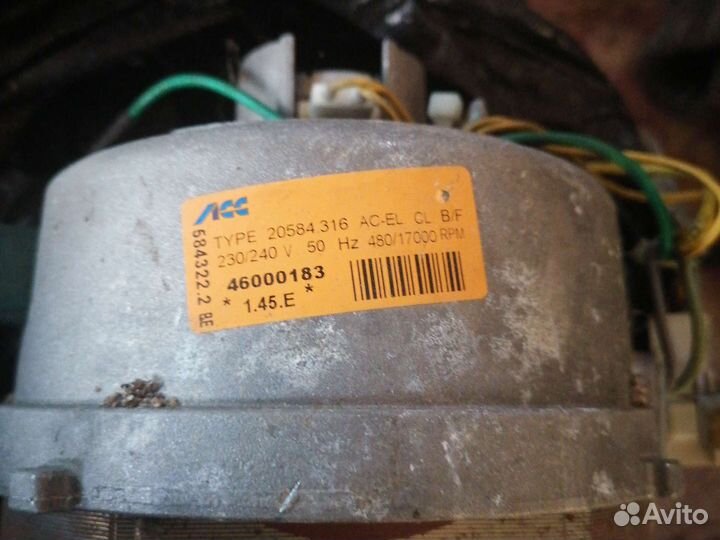 ACC
TYPE 20584.316 AC-EL CL B/F
230/240 V 50 Hz 480/17000 RPM
46000183
* 1.45.E *
584322.2 BE
Avito